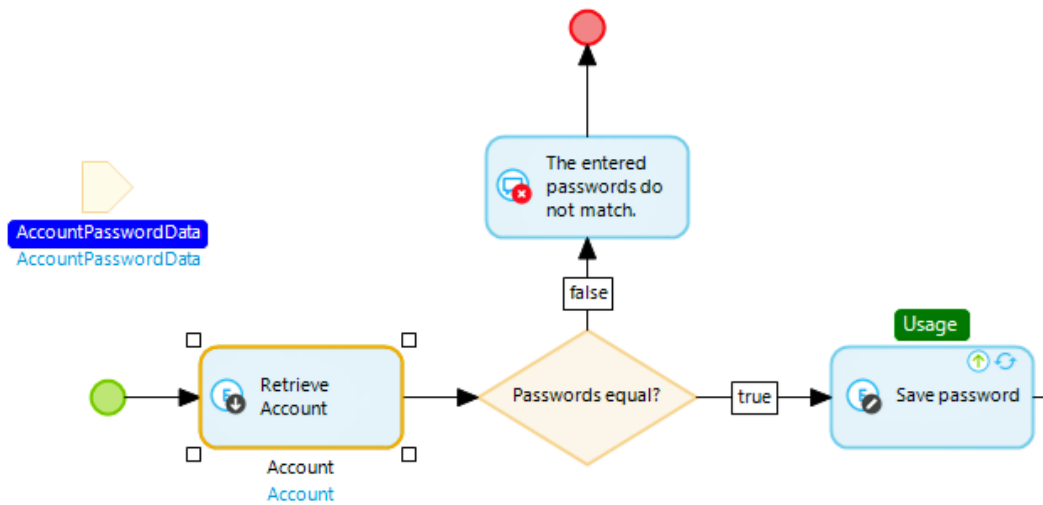 The entered
passwords do
not match.
AccountPasswordData
AccountPasswordData
false
Usage
Retrieve
Account
Passwords equal?
true
Save password
Account
Account